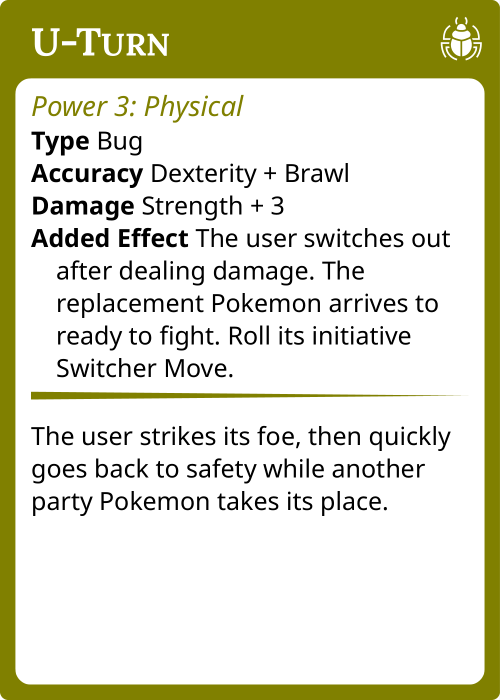 U-Turn
Power 3: Physical
Type Bug
Accuracy Dexterity + Brawl
Damage Strength + 3
Added Effect The user switches out
after dealing damage. The
replacement Pokemon arrives to
ready to fight. Roll its initiative
Switcher Move.
The user strikes its foe, then quickly
goes back to safety while another
party Pokemon takes its place.